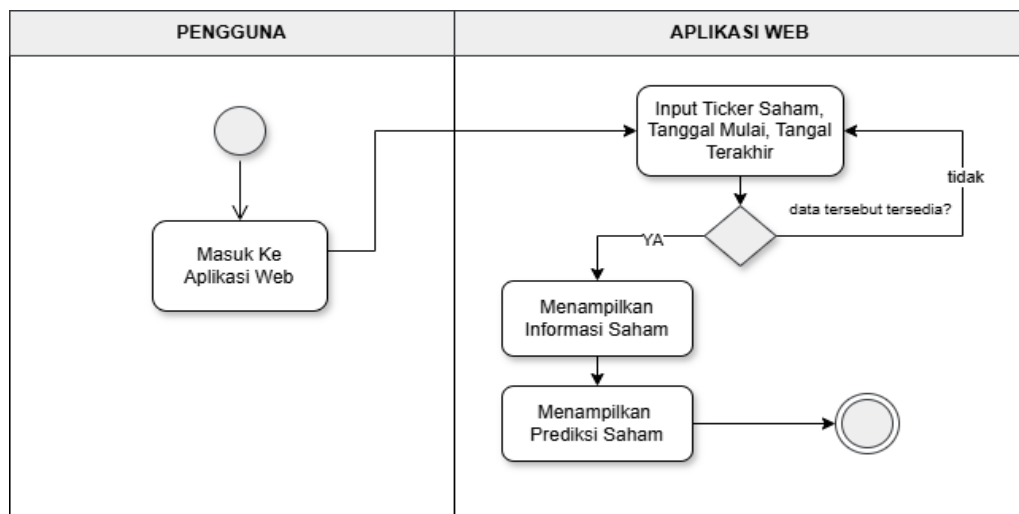 PENGGUNA
APLIKASI WEB
Input Ticker Saham,
Tanggal Mulai, Tangal
Terakhir
tidak
data tersebut tersedia?
YA
Masuk Ke
Aplikasi Web
Menampilkan
Informasi Saham
Menampilkan
Prediksi Saham